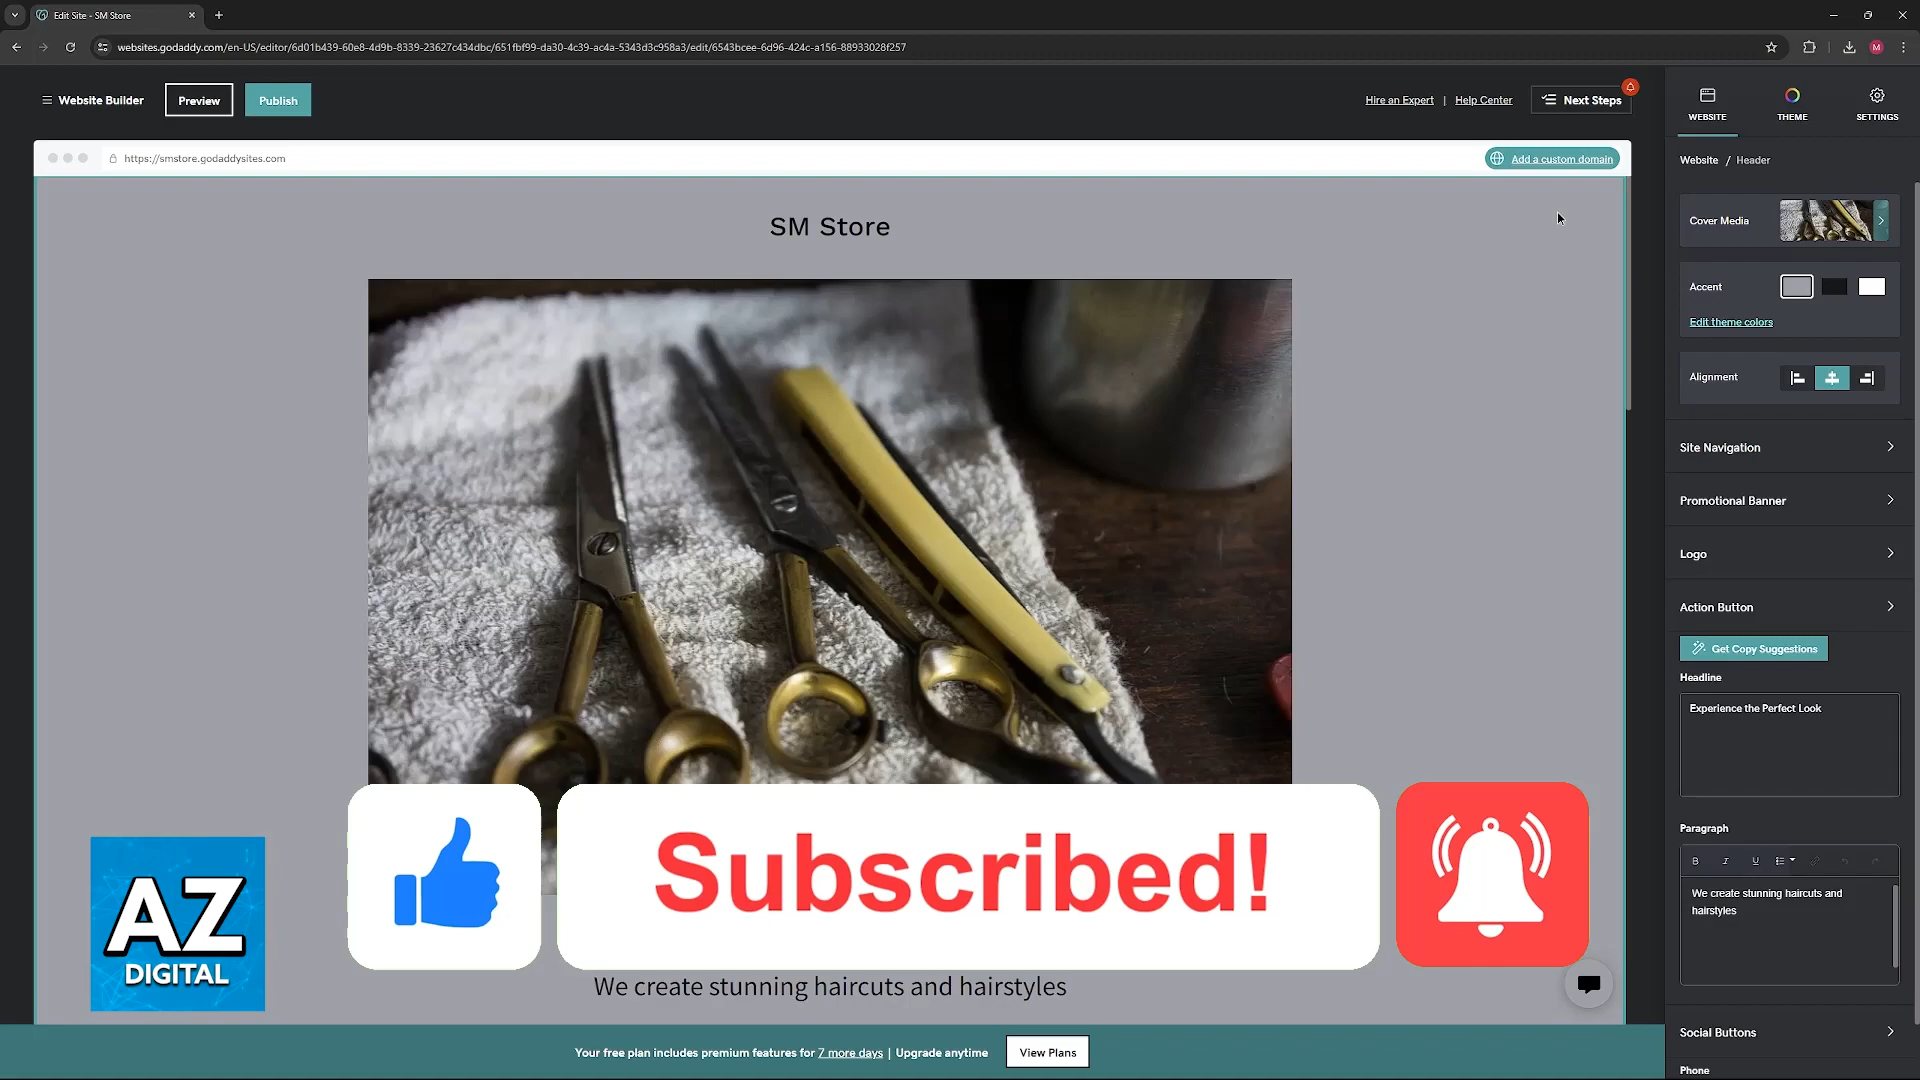 Edit Site - SM Store
websites.godaddy.com/en-US/editor/6d01b439-60e8-4d9b-8339-23627c434dbc/651fbf99-da30-4c39-ac4a-5343d3c958a3/edit/6543bcee-6d96-424c-a156-88933028f257
M
Website Builder
Preview
Publish
Hire an Expert | Help Center
Next Steps
https://smstore.godaddysites.com
Add a custom domain
SM Store
Subscribed!
AZ
DIGITAL
We create stunning haircuts and hairstyles
Your free plan includes premium features for 7 more days | Upgrade anytime
View Plans
WEBSITE
THEME
SETTINGS
Website / Header
Cover Media
Accent
Edit theme colors
Alignment
Site Navigation
Promotional Banner
Logo
Action Button
Get Copy Suggestions
Headline
Experience the Perfect Look
Paragraph
B I U
We create stunning haircuts and
hairstyles
Social Buttons
Phone